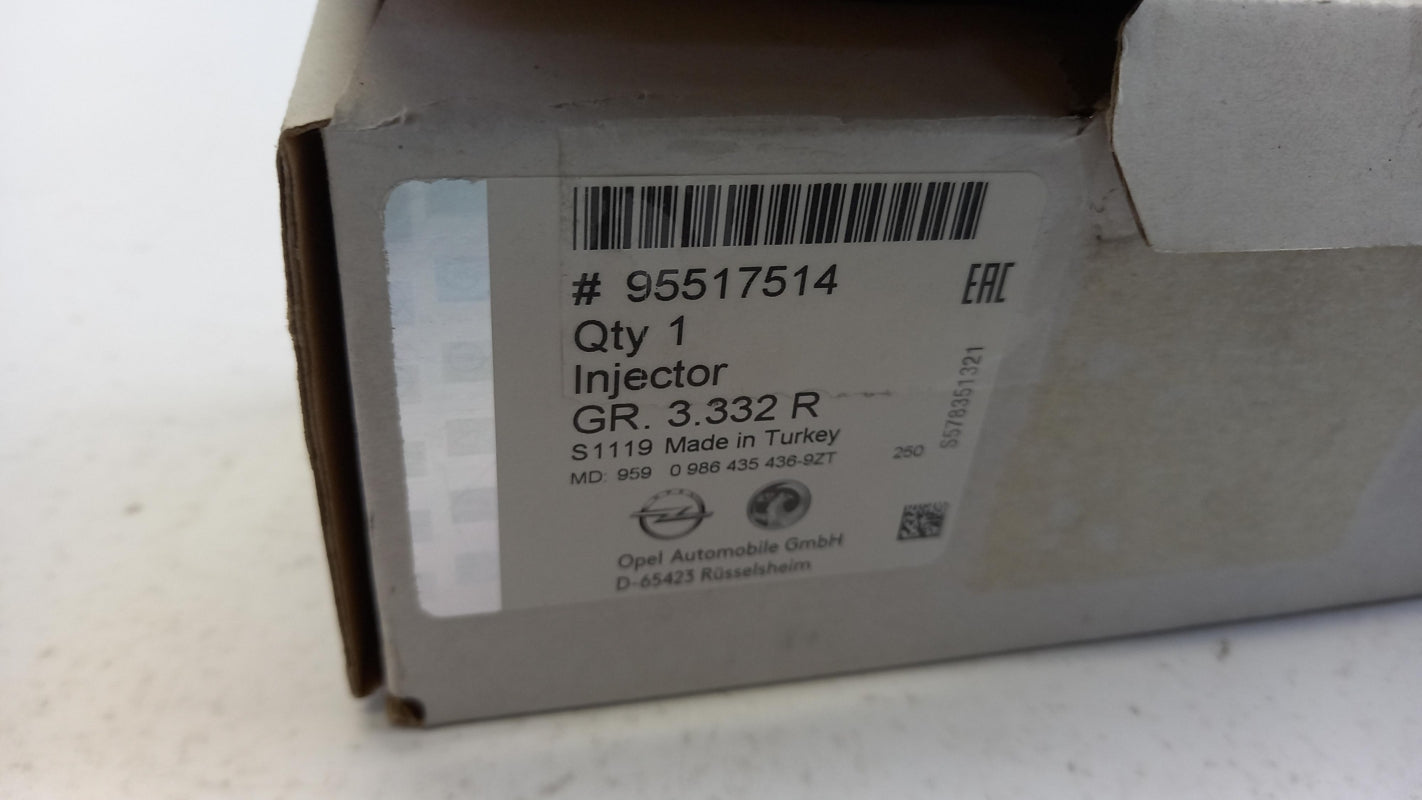 # 95517514
EAC
Qty 1
Injector
GR. 3.332 R
S1119 Made in Turkey
MD: 959 0 986 435 436-9ZT
250
S578351321
Opel Automobile GmbH
D-65423 Rüsselsheim